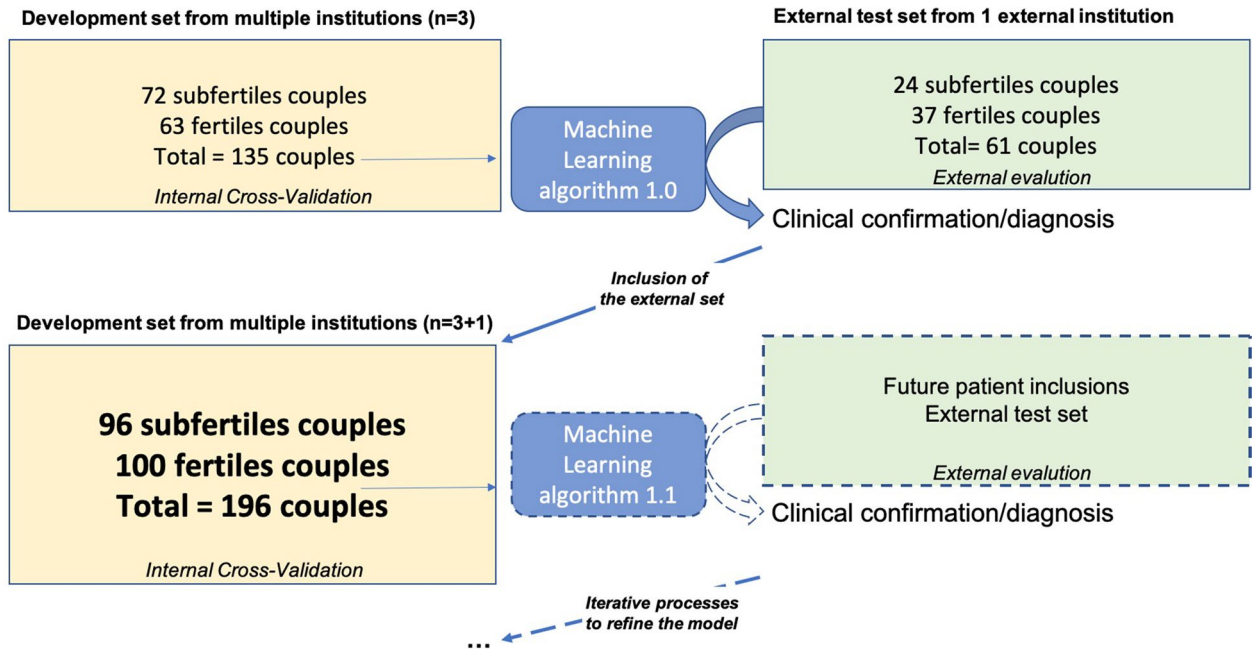 Development set from multiple institutions (n=3)
72 subfertiles couples
63 fertiles couples
Total = 135 couples
Internal Cross-Validation
Machine
Learning
algorithm 1.0
External test set from 1 external institution
24 subfertiles couples
37 fertiles couples
Total= 61 couples
External evalution
Clinical confirmation/diagnosis
Inclusion of
the external set
Development set from multiple institutions (n=3+1)
96 subfertiles couples
100 fertiles couples
Total = 196 couples
Internal Cross-Validation
Machine
Learning
algorithm 1.1
Future patient inclusions
External test set
External evalution
Clinical confirmation/diagnosis
Iterative processes
to refine the model
...